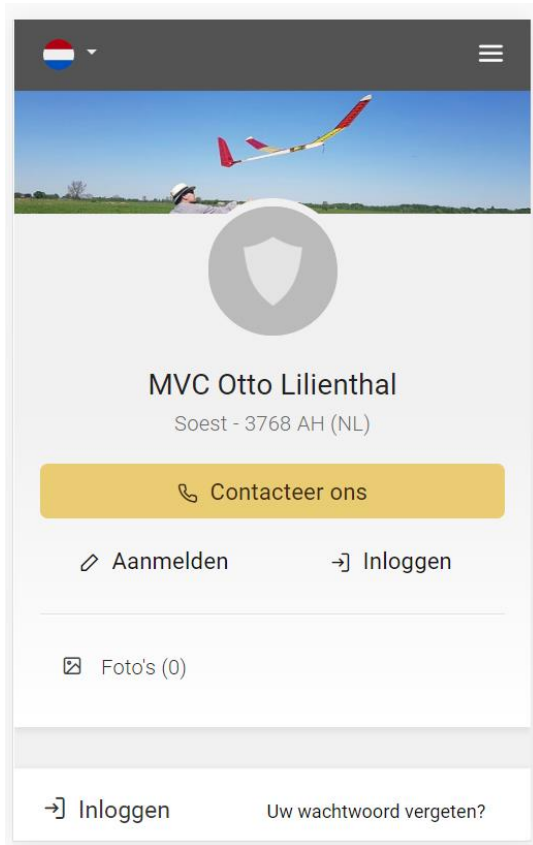 MVC Otto Lilienthal
Soest - 3768 AH (NL)
Contacteer ons
Aanmelden
Inloggen
Foto's (0)
Inloggen
Uw wachtwoord vergeten?